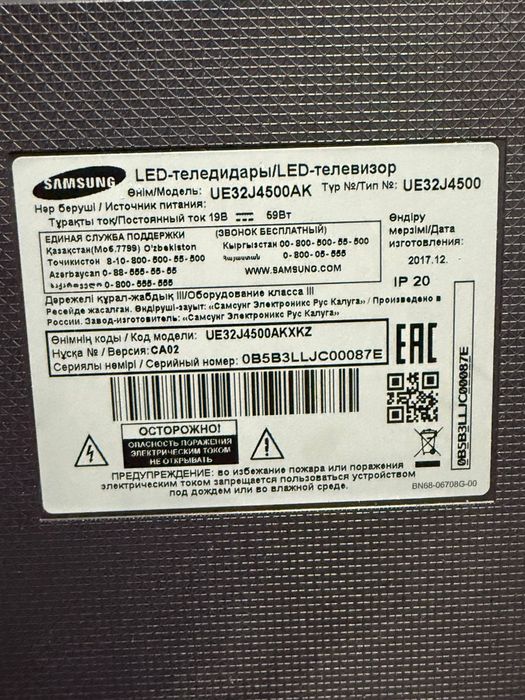 SAMSUNG
LED-теледидары/LED-телевизор
Өнім/Модель: UE32J4500AK Түр №/Тип №: UE32J4500
Нәр беруші / Источник питания:
Тұрақты тоқ/Постоянный ток 19В 59Вт
ЕДИНАЯ СЛУЖБА ПОДДЕРЖКИ (ЗВОНОК БЕСПЛАТНЫЙ)
Қазақстан(Моб.7799) O'zbekiston Кыргызстан 00-800-500-55-500
Тоҷикистон 8-10-800-500-55-500 Հայաստան 0-800-05-555
Azərbaycan 0-88-555-55-55 WWW.SAMSUNG.COM
საქართველო 0-800-555-555
Өндіру
мерзімі/Дата
изготовления:
2017.12.
IP 20
Дәрежелі құрал-жабдық III/Оборудование класса III
Ресейде жасалған. Өндіруші-зауыт: «Самсунг Электроникс Рус Калуга» / Произведено в
России. Завод-изготовитель: «Самсунг Электроникс Рус Калуга»
Өнімнің коды / Код модели: UE32J4500AKXKZ
Нұсқа № / Версия: CA02
Сериялы нөмірі / Серийный номер: 0B5B3LLJC00087E
EAC
0B5B3LLJC00087E
ОСТОРОЖНО!
ОПАСНОСТЬ ПОРАЖЕНИЯ
ЭЛЕКТРИЧЕСКИМ ТОКОМ
НЕ ОТКРЫВАТЬ
ПРЕДУПРЕЖДЕНИЕ: во избежание пожара или поражения
электрическим током запрещается пользоваться устройством
под дождем или во влажной среде.
BN68-06708G-00